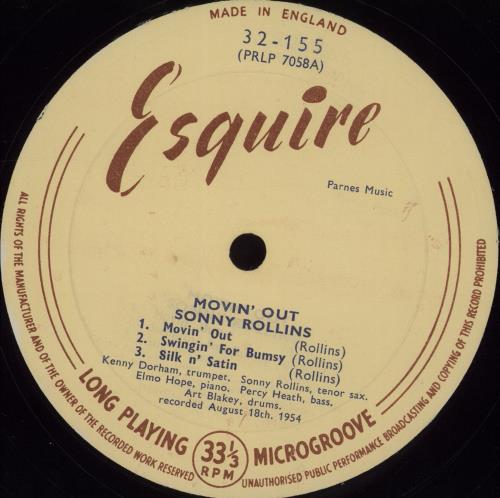 MADE IN ENGLAND
32-155
(PRLP 7058A)
Esquire
Parnes Music
MOVIN' OUT
SONNY ROLLINS
1. Movin' Out (Rollins)
2. Swingin' For Bumsy (Rollins)
3. Silk n' Satin (Rollins)
Kenny Dorham, trumpet. Sonny Rollins, tenor sax.
Elmo Hope, piano. Percy Heath, bass.
Art Blakey, drums.
recorded August 18th. 1954
LONG PLAYING 33⅓ RPM MICROGROOVE
ALL RIGHTS OF THE MANUFACTURER AND OF THE OWNER OF THE RECORDED WORK RESERVED
UNAUTHORISED PUBLIC PERFORMANCE BROADCASTING AND COPYING OF THIS RECORD PROHIBITED